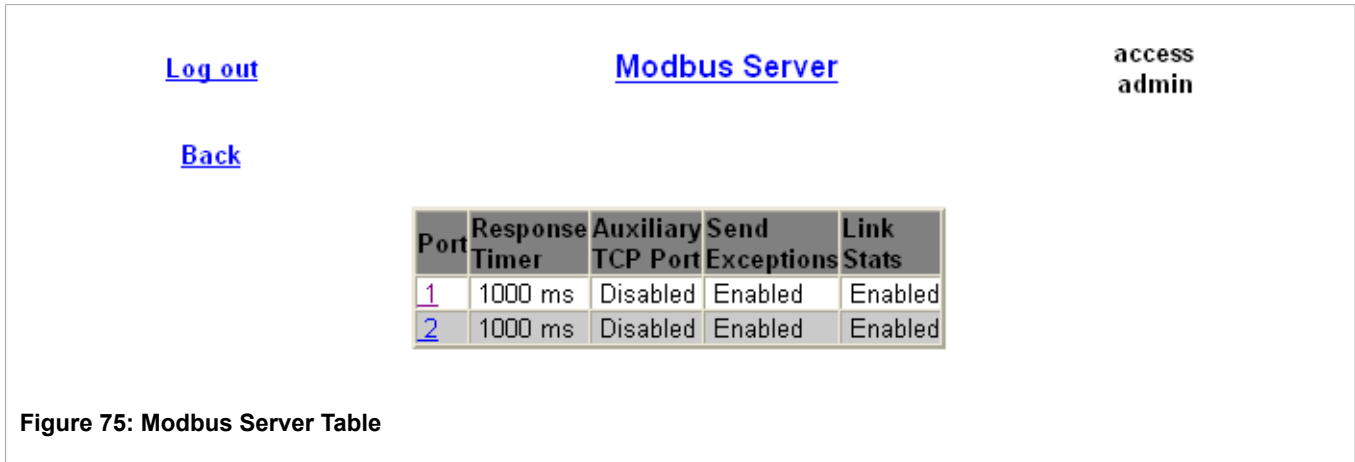 Log out
Modbus Server
access
admin
Back
Port Response Timer Auxiliary TCP Port Send Exceptions Link Stats
1 1000 ms Disabled Enabled Enabled
2 1000 ms Disabled Enabled Enabled
Figure 75: Modbus Server Table